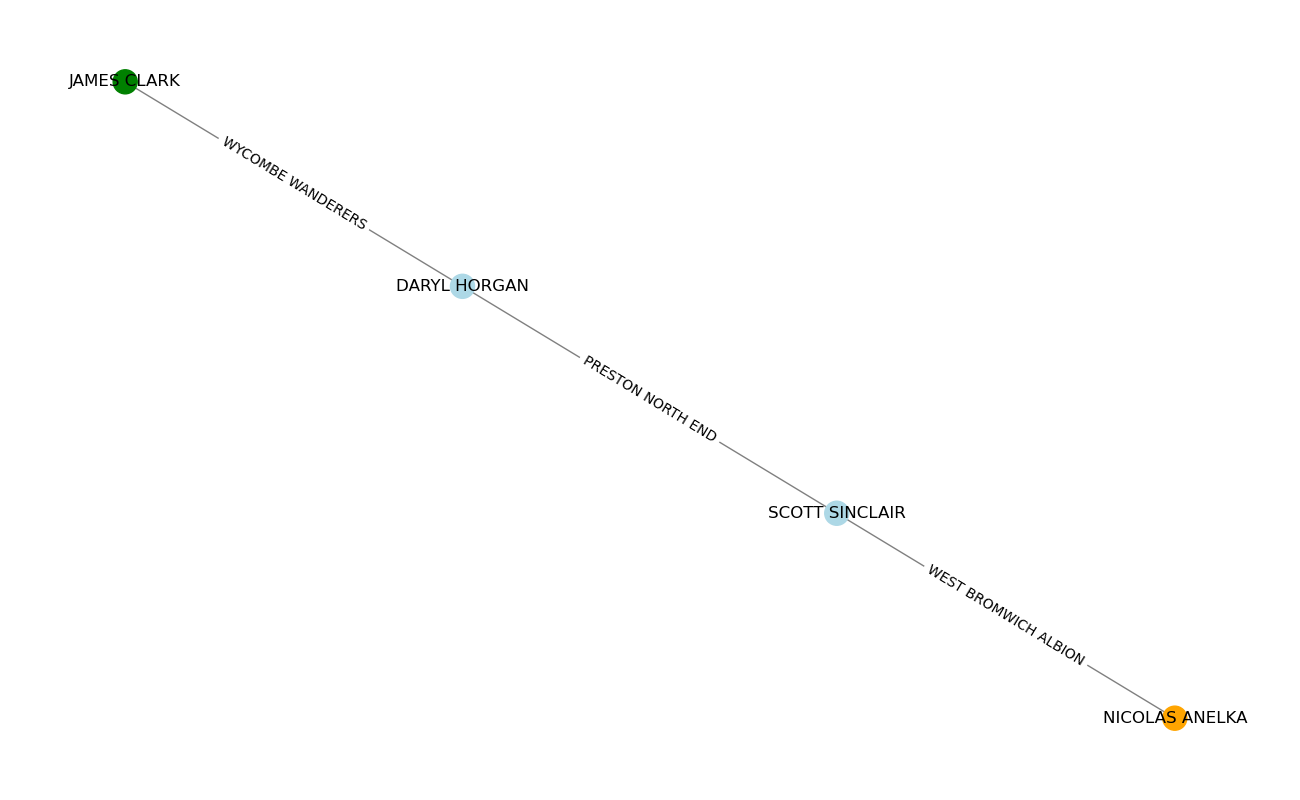 JAMES CLARK
WYCOMBE WANDERERS
DARYL HORGAN
PRESTON NORTH END
SCOTT SINCLAIR
WEST BROMWICH ALBION
NICOLAS ANELKA